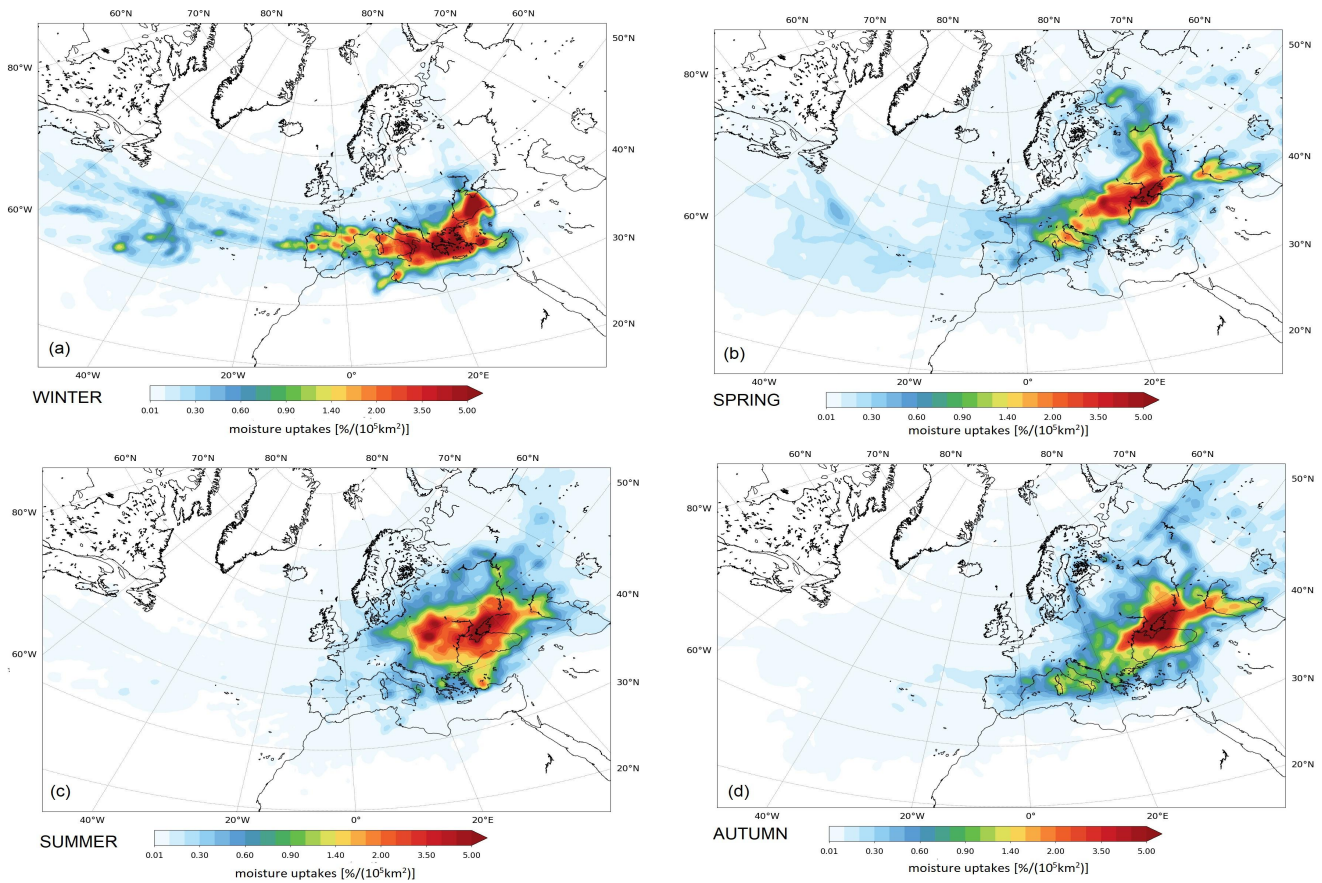 60°N 70°N 80°N 80°N 70°N 60°N
80°W 50°N
40°N
60°W 30°N
20°N
(a)
40°W 20°W 0°W 20°E
WINTER
0.01 0.30 0.60 0.90 1.40 2.00 3.50 5.00
moisture uptakes [%/(10⁵km²)]
60°N 70°N 80°N 80°N 70°N 60°N
80°W 50°N
40°N
60°W 30°N
20°N
(b)
40°W 20°W 0° 20°E
SPRING
0.01 0.30 0.60 0.90 1.40 2.00 3.50 5.00
moisture uptakes [%/(10⁵km²)]
60°N 70°N 80°N 80°N 70°N 60°N
80°W 50°N
40°N
60°W 30°N
20°N
(c)
40°W 20°W 0° 20°E
SUMMER
0.01 0.30 0.60 0.90 1.40 2.00 3.50 5.00
moisture uptakes [%/(10⁵km²)]
60°N 70°N 80°N 80°N 70°N 60°N
80°W 50°N
40°N
60°W 30°N
20°N
(d)
40°W 20°W 0° 20°E
AUTUMN
0.01 0.30 0.60 0.90 1.40 2.00 3.50 5.00
moisture uptakes [%/(10⁵km²)]